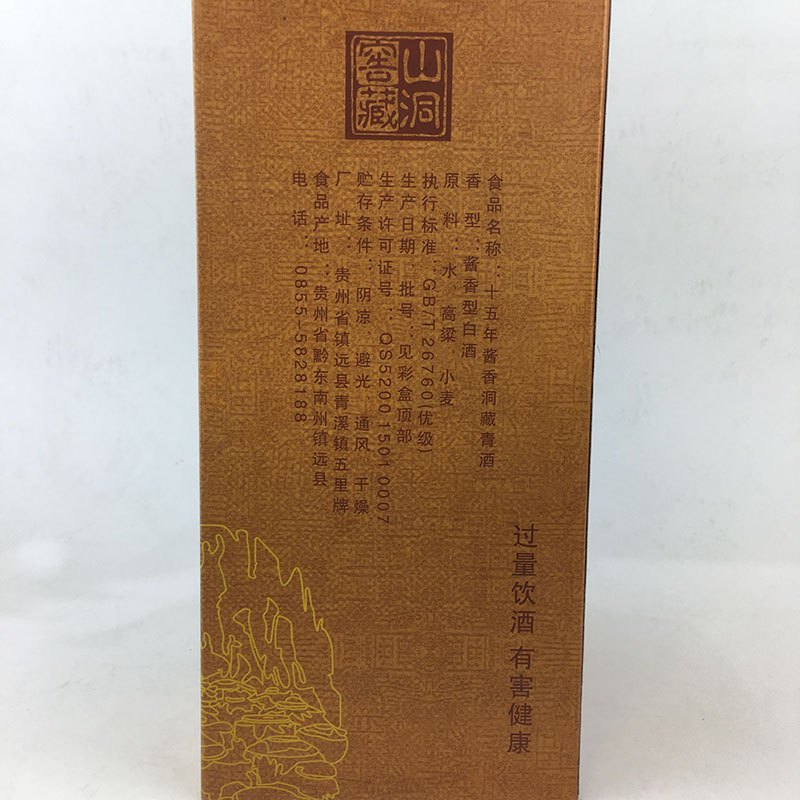 山洞
窖藏
食品名称：十五年酱香洞藏青酒
香 型：酱香型白酒
原 料：水、高粱、小麦
执行标准：GB/T 26760(优级)
生产日期、批号：见彩盒顶部
生产许可证号：QS5200 1501 0007
贮存条件：阴凉、避光、通风、干燥
厂 址：贵州省镇远县青溪镇五里牌
食品产地：贵州省黔东南州镇远县
电 话：0855-5828188
过量饮酒 有害健康